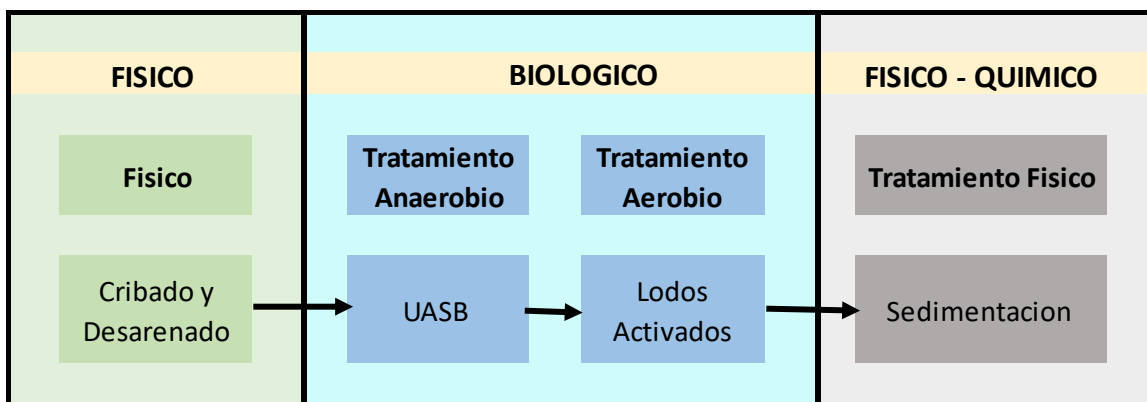 FISICO
BIOLOGICO
FISICO - QUIMICO
Fisico
Tratamiento
Anaerobio
Tratamiento
Aerobio
Tratamiento Fisico
Cribado y
Desarenado
UASB
Lodos
Activados
Sedimentacion